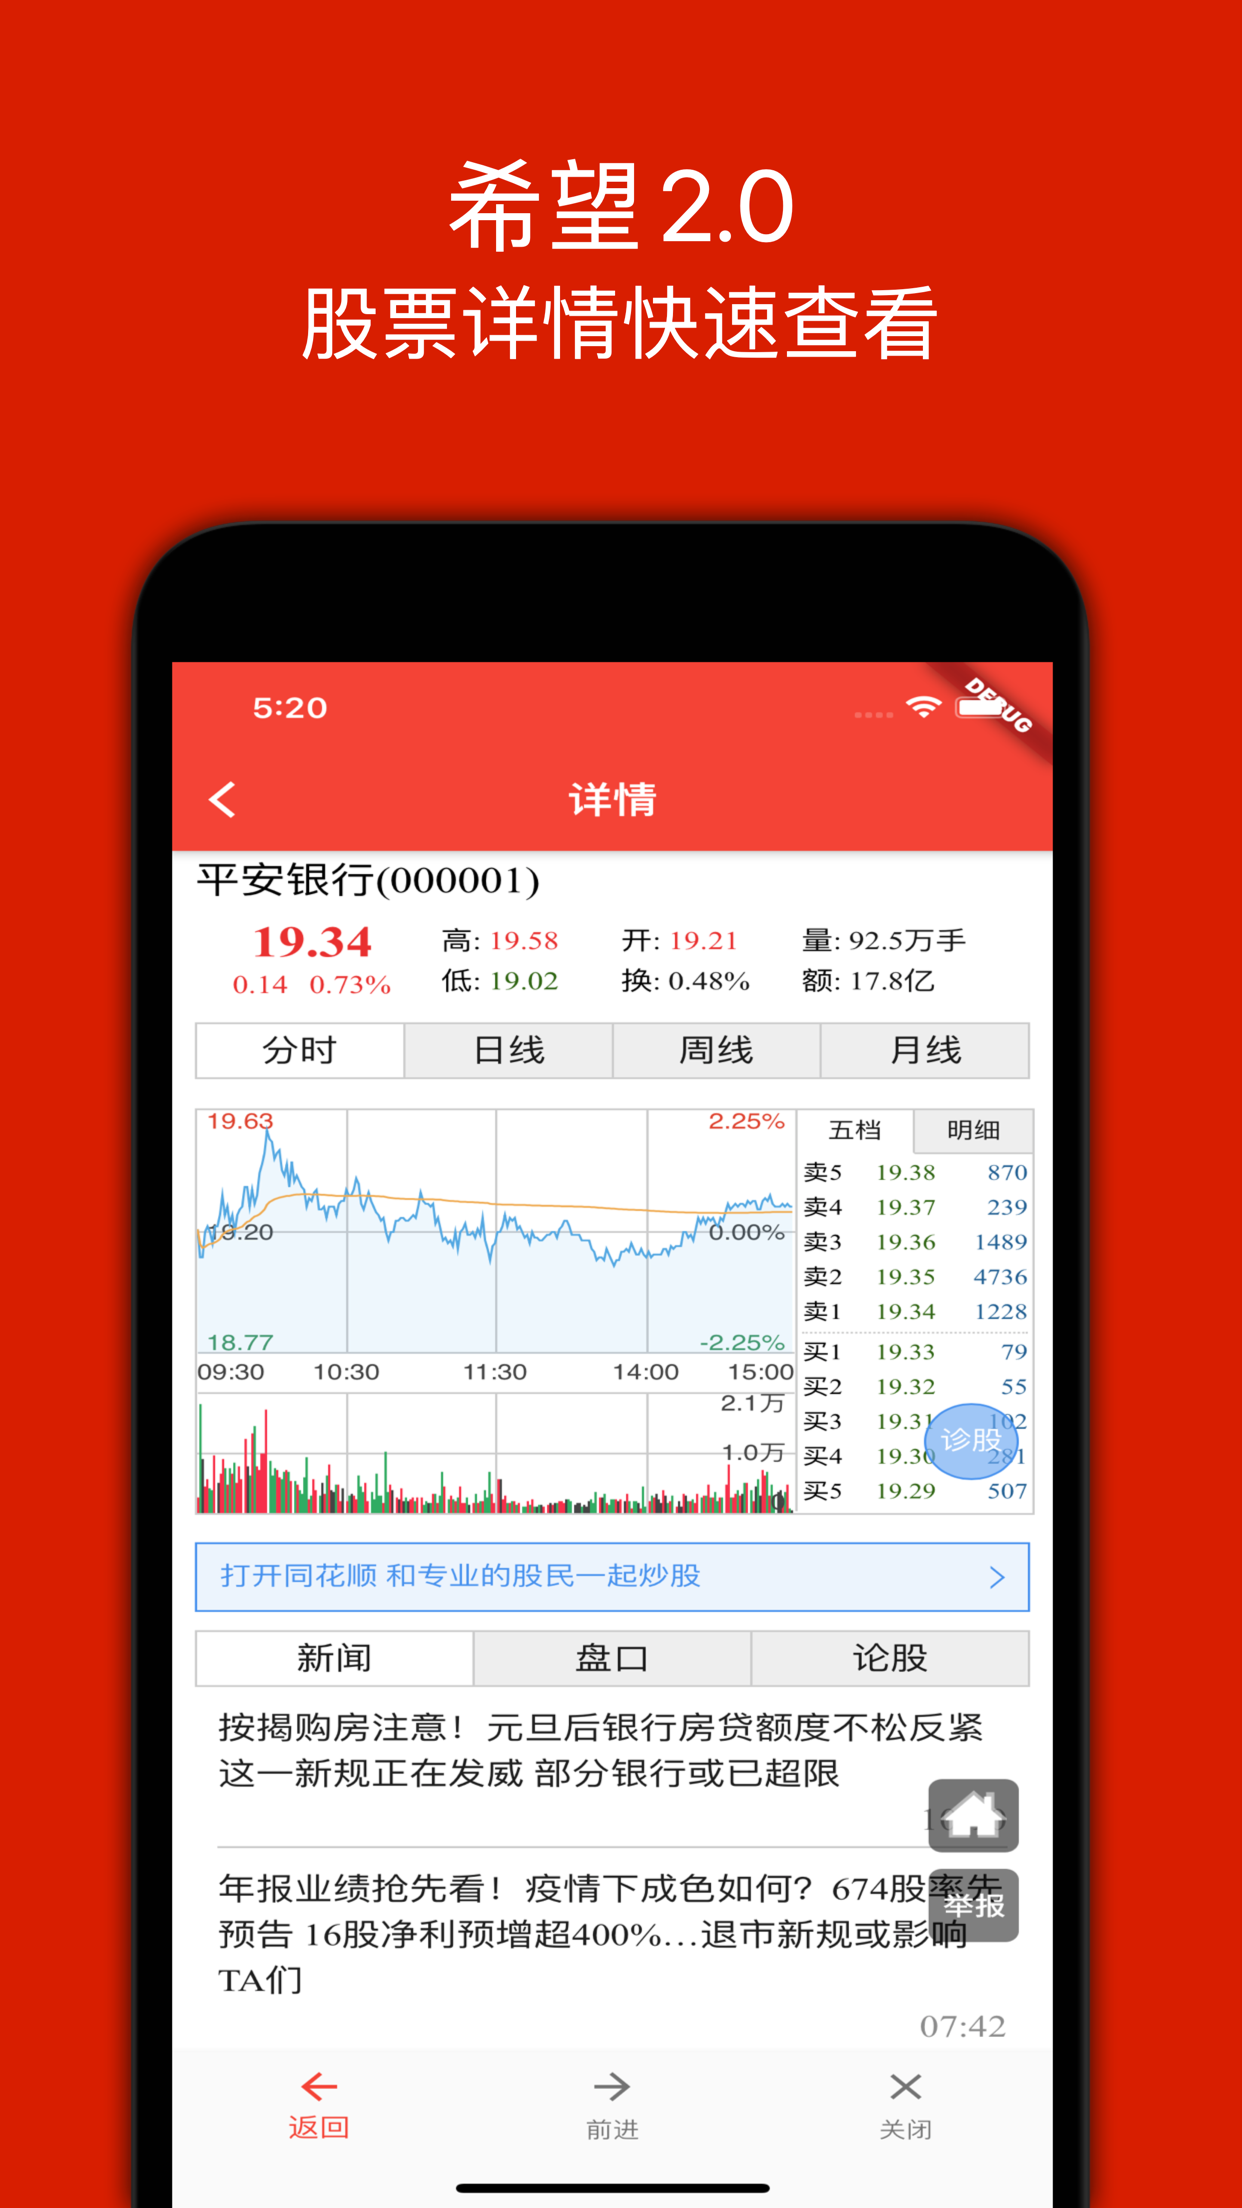 希望2.0
股票详情快速查看
5:20
DEBUG
详情
平安银行(000001)
19.34
0.14 0.73%
高: 19.58
开: 19.21
量: 92.5万手
低: 19.02
换: 0.48%
额: 17.8亿
分时 日线 周线 月线
19.63 2.25%
19.20 0.00%
18.77 -2.25%
09:30 10:30 11:30 14:00 15:00
2.1万
1.0万
0
五档 明细
卖5 19.38 870
卖4 19.37 239
卖3 19.36 1489
卖2 19.35 4736
卖1 19.34 1228
买1 19.33 79
买2 19.32 55
买3 19.31 102
买4 19.30 281
买5 19.29 507
诊股
打开同花顺 和专业的股民一起炒股
新闻 盘口 论股
按揭购房注意！元旦后银行房贷额度不松反紧
这一新规正在发威 部分银行或已超限
年报业绩抢先看！疫情下成色如何？674股率先
预告 16股净利预增超400%…退市新规或影响
TA们
举报
07:42
返回 前进 关闭